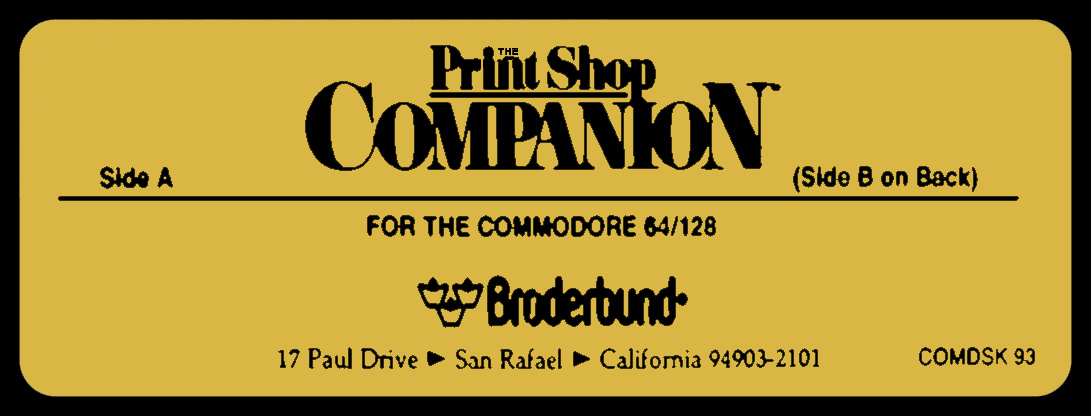 THE
Print Shop
COMPANION
Side A
(Side B on Back)
FOR THE COMMODORE 64/128
Broderbund
17 Paul Drive ▶ San Rafael ▶ California 94903-2101
COMDSK 93